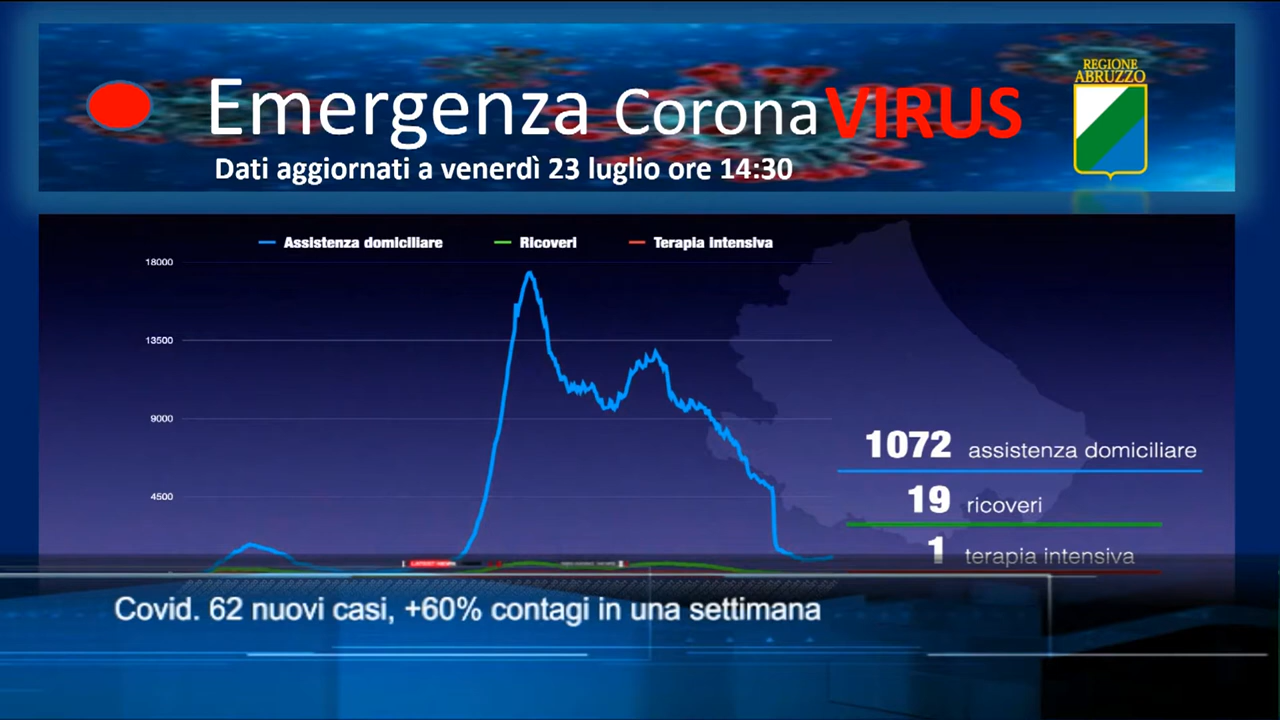 REGIONE
ABRUZZO
Emergenza CoronaVIRUS
Dati aggiornati a venerdì 23 luglio ore 14:30
Assistenza domiciliare Ricoveri Terapia intensiva
18000
13500
9000
4500
1072 assistenza domiciliare
19 ricoveri
1 terapia intensiva
LATEST NEWS
Covid. 62 nuovi casi, +60% contagi in una settimana